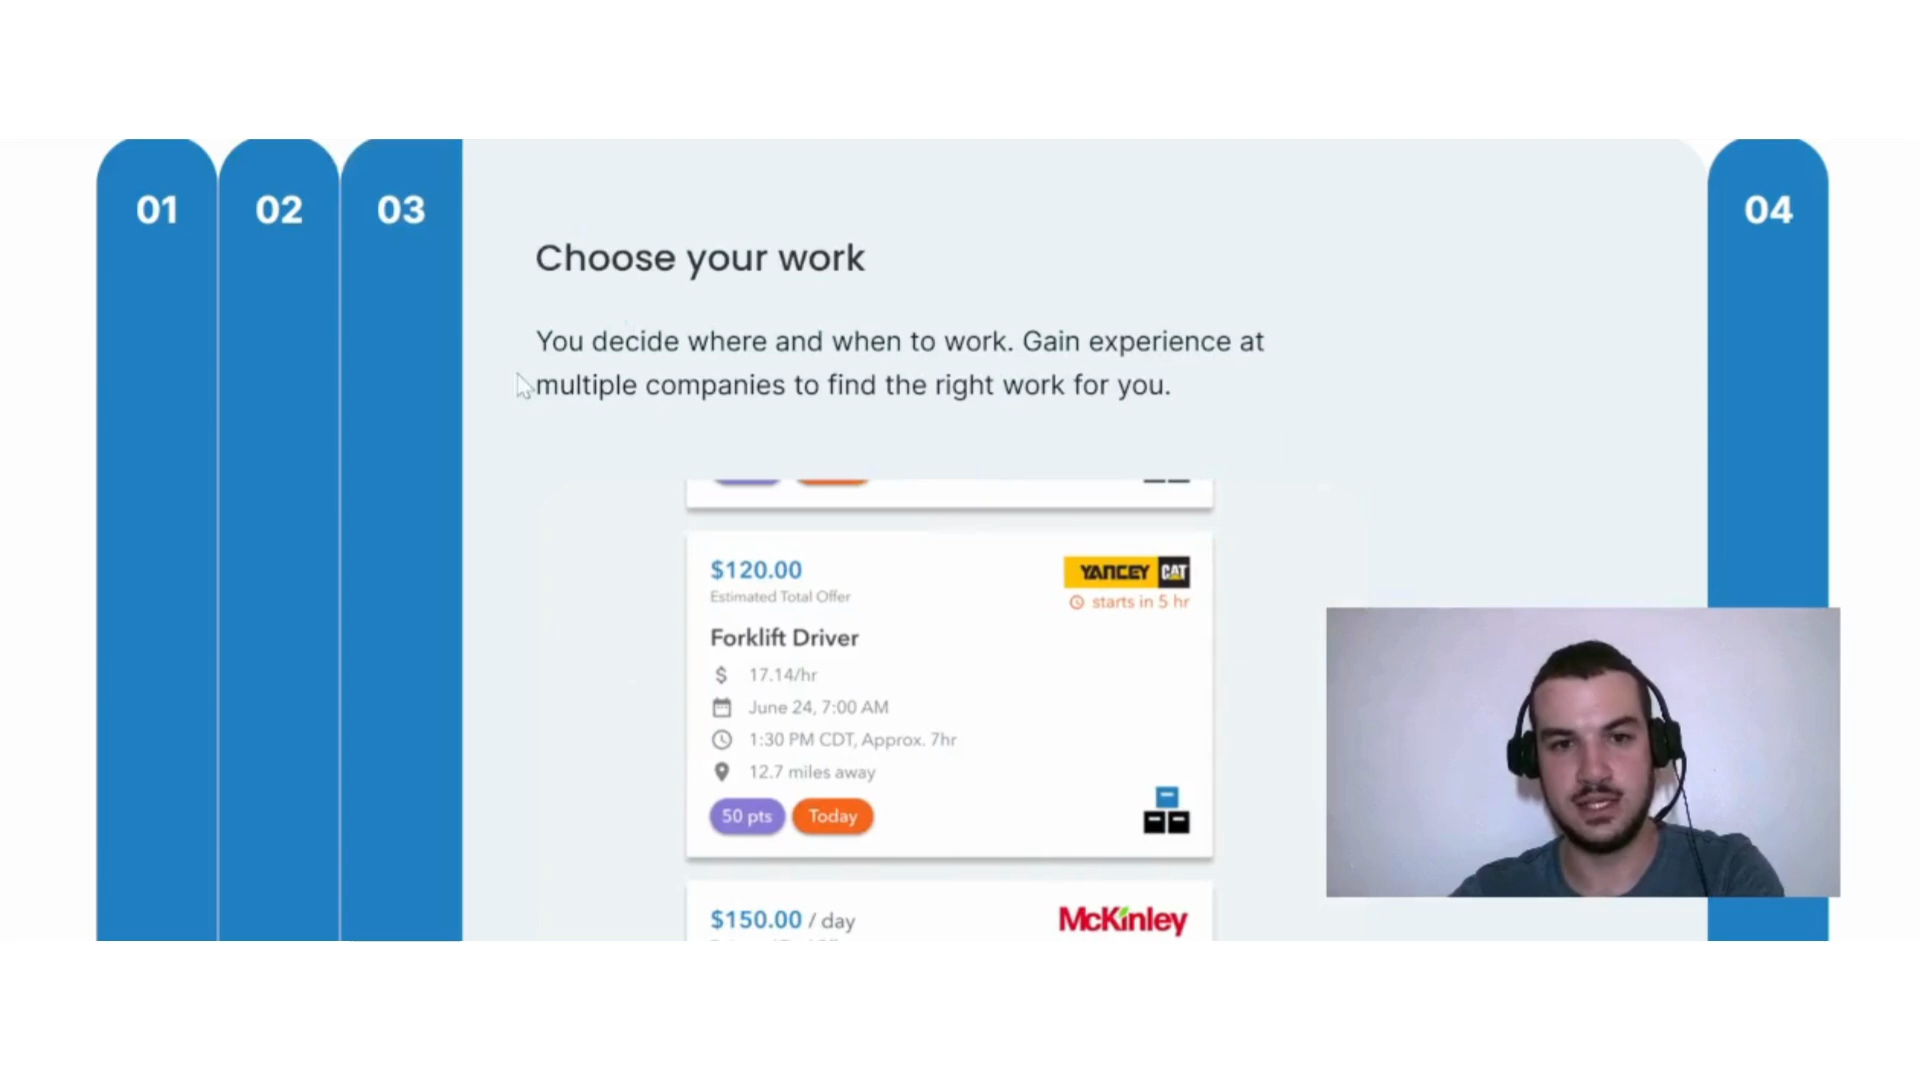 01
02
03
04
Choose your work
You decide where and when to work. Gain experience at
multiple companies to find the right work for you.
$120.00
YANCEY CAT
Estimated Total Offer
starts in 5 hr
Forklift Driver
$ 17.14/hr
June 24, 7:00 AM
1:30 PM CDT, Approx. 7hr
12.7 miles away
50 pts
Today
$150.00 / day
McKinley